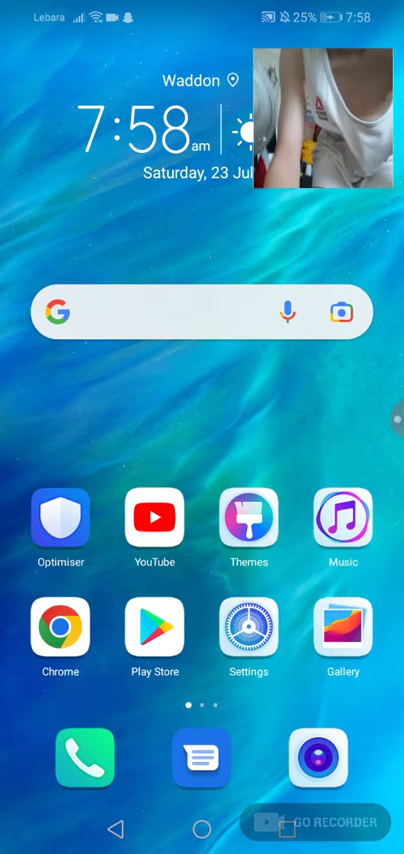 Lebara 25% 7:58
Waddon
7:58 am
Saturday, 23 Jul
G
Optimiser YouTube Themes Music
Chrome Play Store Settings Gallery
GO RECORDER